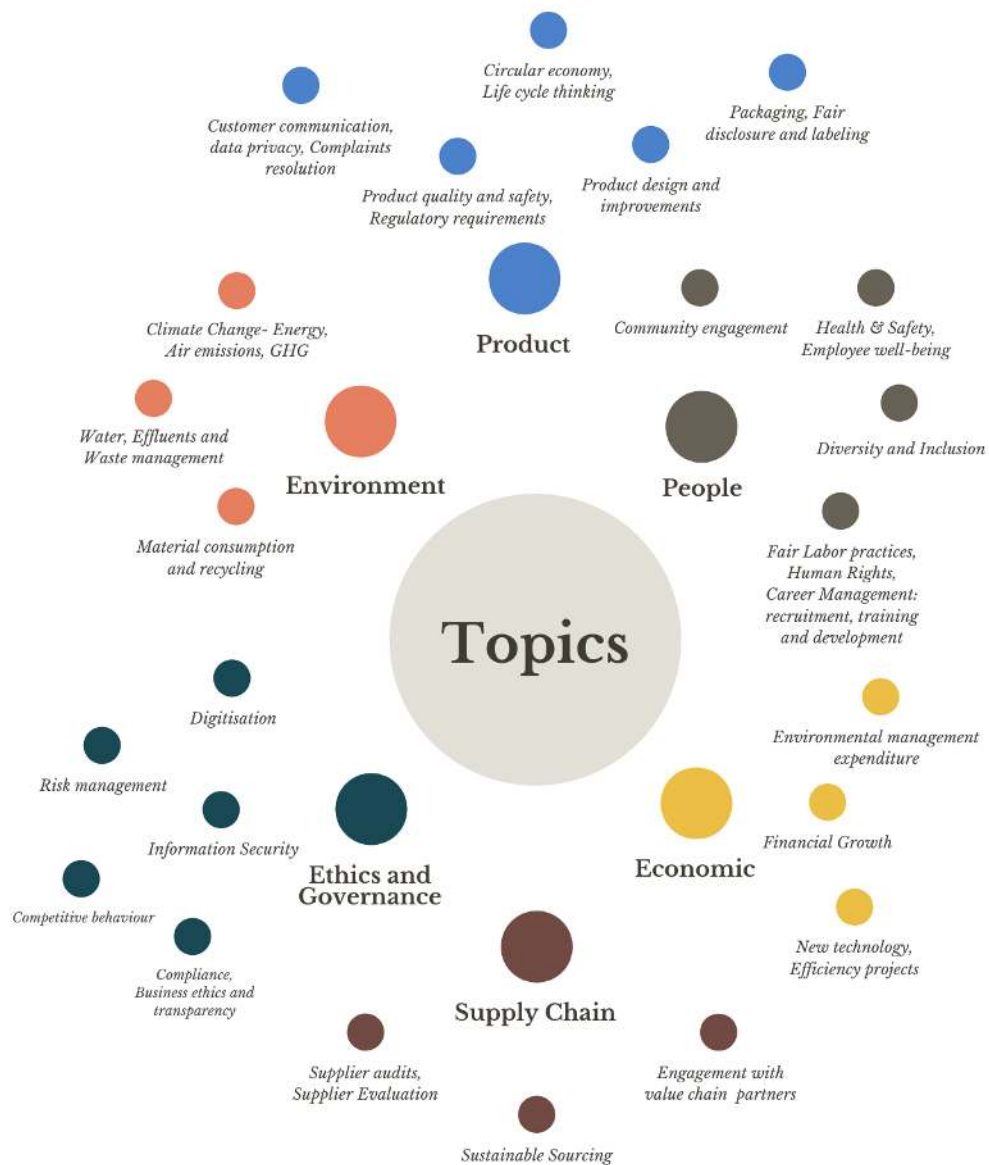 Circular economy,
Life cycle thinking
Packaging, Fair
disclosure and labeling
Customer communication,
data privacy, Complaints
resolution
Product quality and safety,
Regulatory requirements
Product design and
improvements
Product
Climate Change- Energy,
Air emissions, GHG
Water, Effluents and
Waste management
Material consumption
and recycling
Environment
Community engagement
Health & Safety,
Employee well-being
Diversity and Inclusion
Fair Labor practices,
Human Rights,
Career Management:
recruitment, training
and development
People
Topics
Digitisation
Risk management
Information Security
Competitive behaviour
Compliance,
Business ethics and
transparency
Ethics and
Governance
Environmental management
expenditure
Financial Growth
New technology,
Efficiency projects
Economic
Supply Chain
Supplier audits,
Supplier Evaluation
Engagement with
value chain partners
Sustainable Sourcing